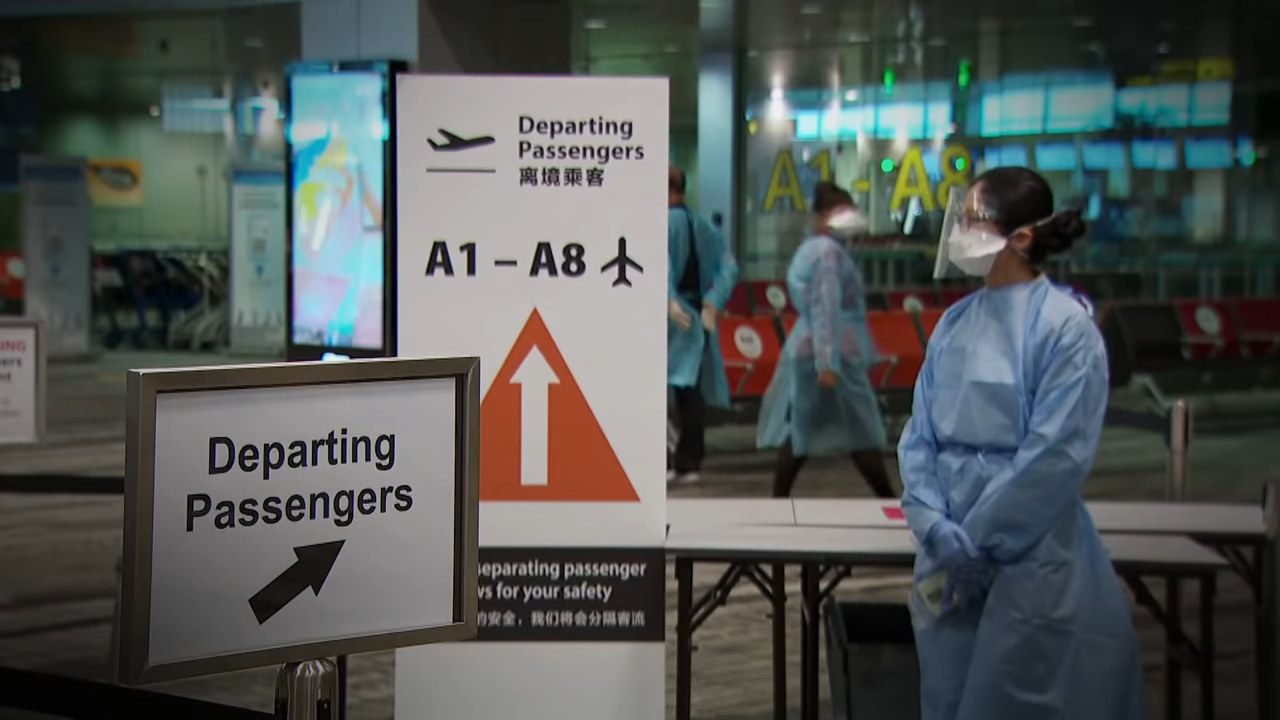 Departing
Passengers
离境乘客
A1 – A8
Departing
Passengers
separating passenger
for your safety
的安全，我们将会分隔客流
A1 - A8